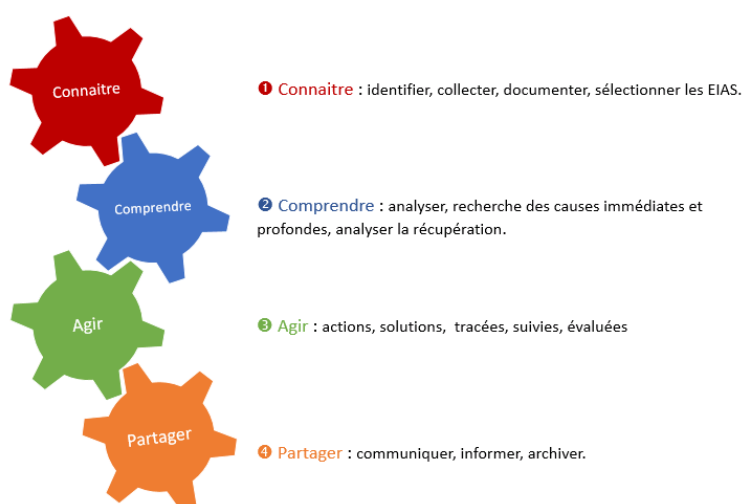 Connaitre
❶ Connaitre : identifier, collecter, documenter, sélectionner les EIAS.
Comprendre
❷ Comprendre : analyser, recherche des causes immédiates et
profondes, analyser la récupération.
Agir
❸ Agir : actions, solutions, tracées, suivies, évaluées
Partager
❹ Partager : communiquer, informer, archiver.